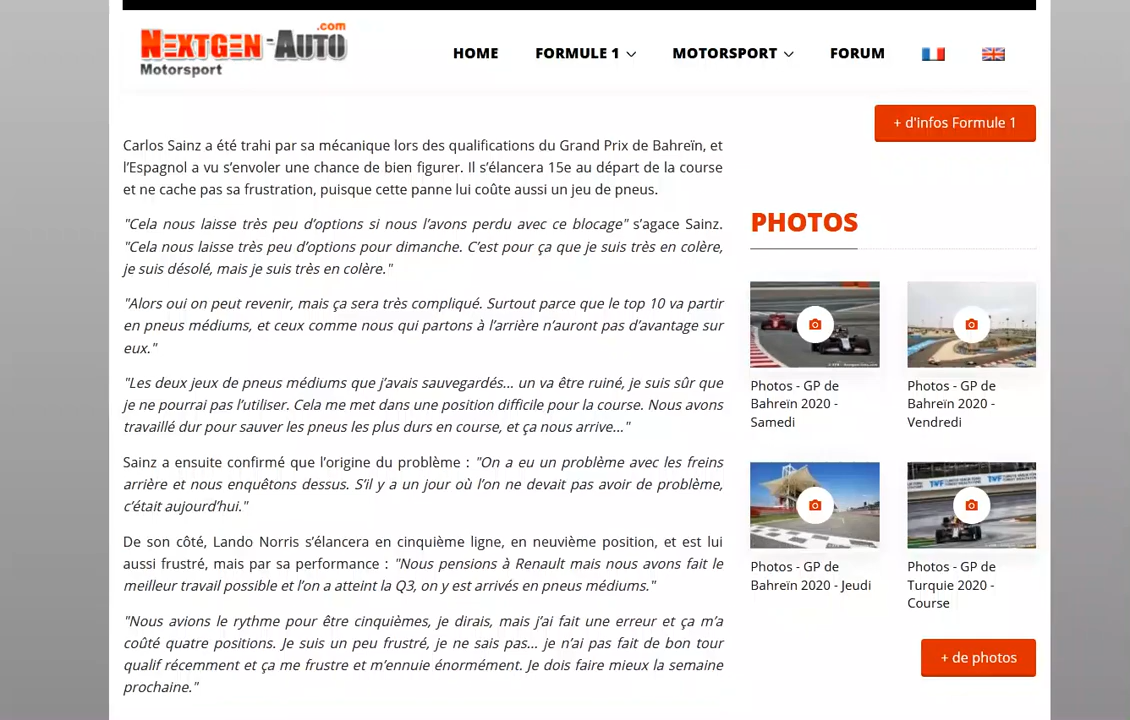 NEXTGEN-AUTO.com
Motorsport
HOME
FORMULE 1
MOTORSPORT
FORUM
+ d'infos Formule 1
Carlos Sainz a été trahi par sa mécanique lors des qualifications du Grand Prix de Bahreïn, et
l’Espagnol a vu s’envoler une chance de bien figurer. Il s’élancera 15e au départ de la course
et ne cache pas sa frustration, puisque cette panne lui coûte aussi un jeu de pneus.
"Cela nous laisse très peu d’options si nous l’avons perdu avec ce blocage" s’agace Sainz.
"Cela nous laisse très peu d’options pour dimanche. C’est pour ça que je suis très en colère,
je suis désolé, mais je suis très en colère."
"Alors oui on peut revenir, mais ça sera très compliqué. Surtout parce que le top 10 va partir
en pneus médiums, et ceux comme nous qui partons à l’arrière n’auront pas d’avantage sur
eux."
"Les deux jeux de pneus médiums que j’avais sauvegardés... un va être ruiné, je suis sûr que
je ne pourrai pas l’utiliser. Cela me met dans une position difficile pour la course. Nous avons
travaillé dur pour sauver les pneus les plus durs en course, et ça nous arrive..."
Sainz a ensuite confirmé que l’origine du problème : "On a eu un problème avec les freins
arrière et nous enquêtons dessus. S’il y a un jour où l’on ne devait pas avoir de problème,
c’était aujourd’hui."
De son côté, Lando Norris s’élancera en cinquième ligne, en neuvième position, et est lui
aussi frustré, mais par sa performance : "Nous pensions à Renault mais nous avons fait le
meilleur travail possible et l’on a atteint la Q3, on y est arrivés en pneus médiums."
"Nous avions le rythme pour être cinquièmes, je dirais, mais j’ai fait une erreur et ça m’a
coûté quatre positions. Je suis un peu frustré, je ne sais pas... je n’ai pas fait de bon tour
qualif récemment et ça me frustre et m’ennuie énormément. Je dois faire mieux la semaine
prochaine."
PHOTOS
Photos - GP de
Bahreïn 2020 -
Samedi
Photos - GP de
Bahreïn 2020 -
Vendredi
Photos - GP de
Bahreïn 2020 - Jeudi
Photos - GP de
Turquie 2020 -
Course
+ de photos